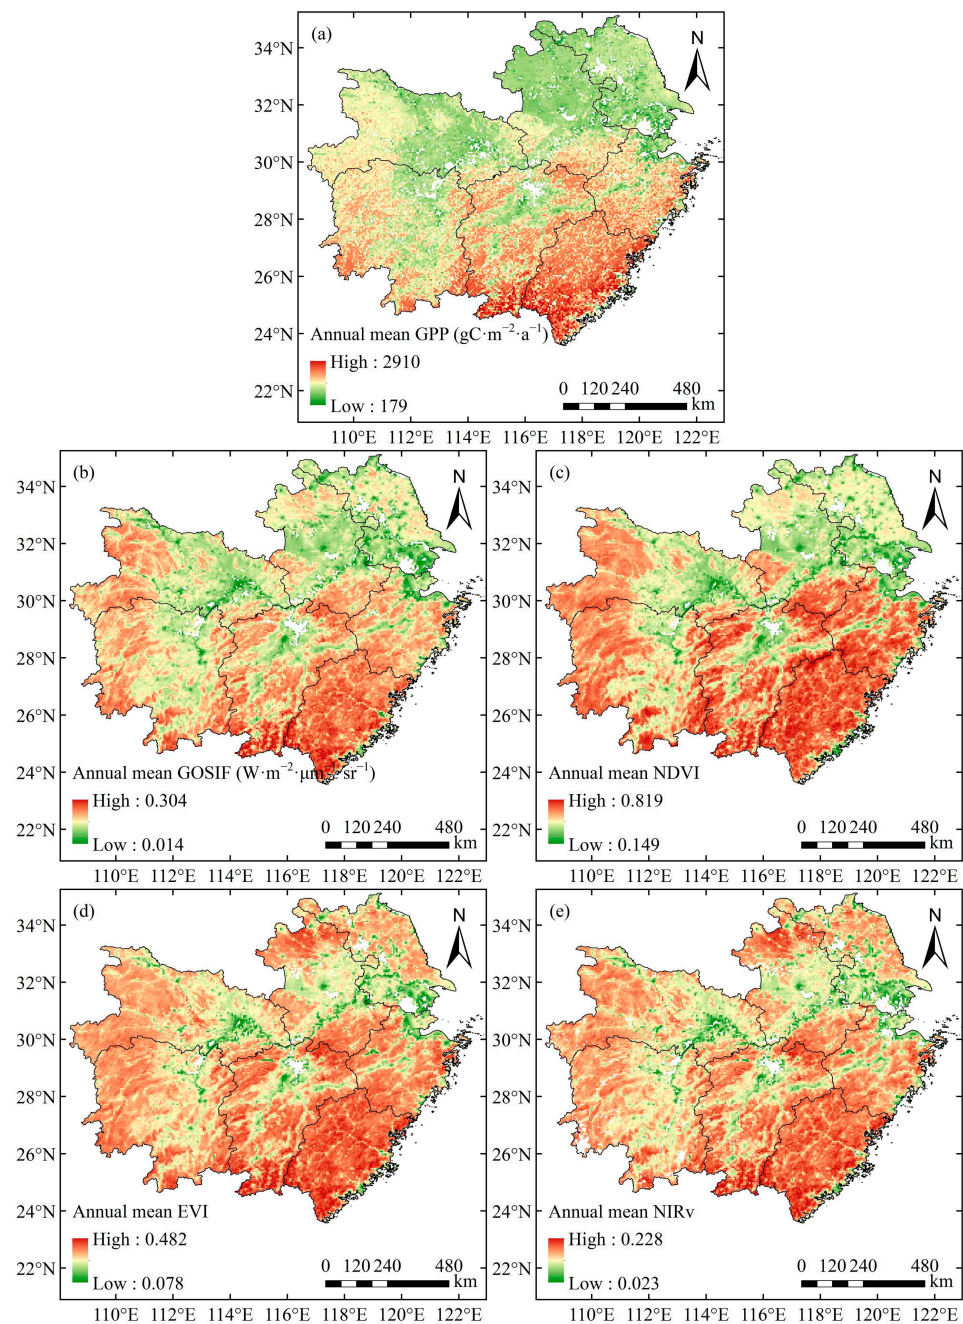 (a)
N
34°N
32°N
30°N
28°N
26°N
24°N
22°N
Annual mean GPP (gC·m⁻²·a⁻¹)
High : 2910
Low : 179
0 120 240 480
km
110°E 112°E 114°E 116°E 118°E 120°E 122°E
(b)
N
34°N
32°N
30°N
28°N
26°N
24°N
22°N
Annual mean GOSIF (W·m⁻²·μm⁻¹·sr⁻¹)
High : 0.304
Low : 0.014
0 120 240 480
km
110°E 112°E 114°E 116°E 118°E 120°E 122°E
(c)
N
34°N
32°N
30°N
28°N
26°N
24°N
22°N
Annual mean NDVI
High : 0.819
Low : 0.149
0 120 240 480
km
110°E 112°E 114°E 116°E 118°E 120°E 122°E
(d)
N
34°N
32°N
30°N
28°N
26°N
24°N
22°N
Annual mean EVI
High : 0.482
Low : 0.078
0 120 240 480
km
110°E 112°E 114°E 116°E 118°E 120°E 122°E
(e)
N
34°N
32°N
30°N
28°N
26°N
24°N
22°N
Annual mean NIRv
High : 0.228
Low : 0.023
0 120 240 480
km
110°E 112°E 114°E 116°E 118°E 120°E 122°E